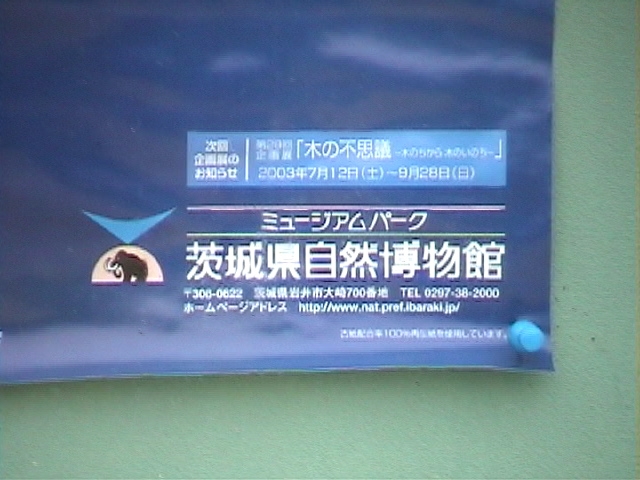 次回
企画展の
お知らせ
第28回
企画展
「木の不思議 ～木のちから 木のいのち～」
2003年7月12日(土)～9月28日(日)
ミュージアムパーク
茨城県自然博物館
〒306-0622 茨城県岩井市大崎700番地 TEL 0297-38-2000
ホームページアドレス http://www.nat.pref.ibaraki.jp/
古紙配合率100%再生紙を使用しています。